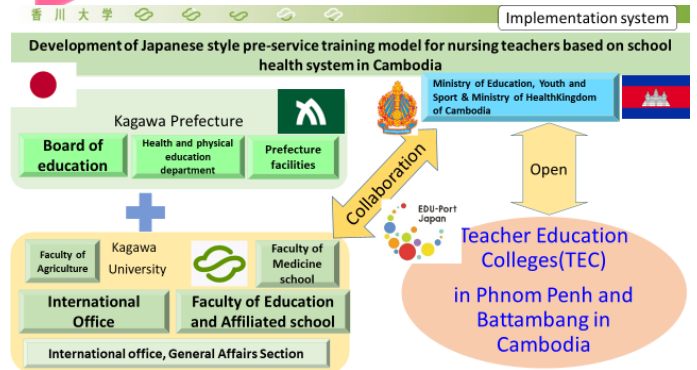 香川大学
Implementation system
Development of Japanese style pre-service training model for nursing teachers based on school
health system in Cambodia
Ministry of Education, Youth and
Sport & Ministry of HealthKingdom
of Cambodia
Kagawa Prefecture
Board of
education
Health and physical
education
department
Prefecture
facilities
Collaboration
Open
EDU-Port
Japan
Faculty of
Agriculture
Kagawa
University
Faculty of
Medicine
school
International
Office
Faculty of Education
and Affiliated school
International office, General Affairs Section
Teacher Education
Colleges(TEC)
in Phnom Penh and
Battambang in
Cambodia